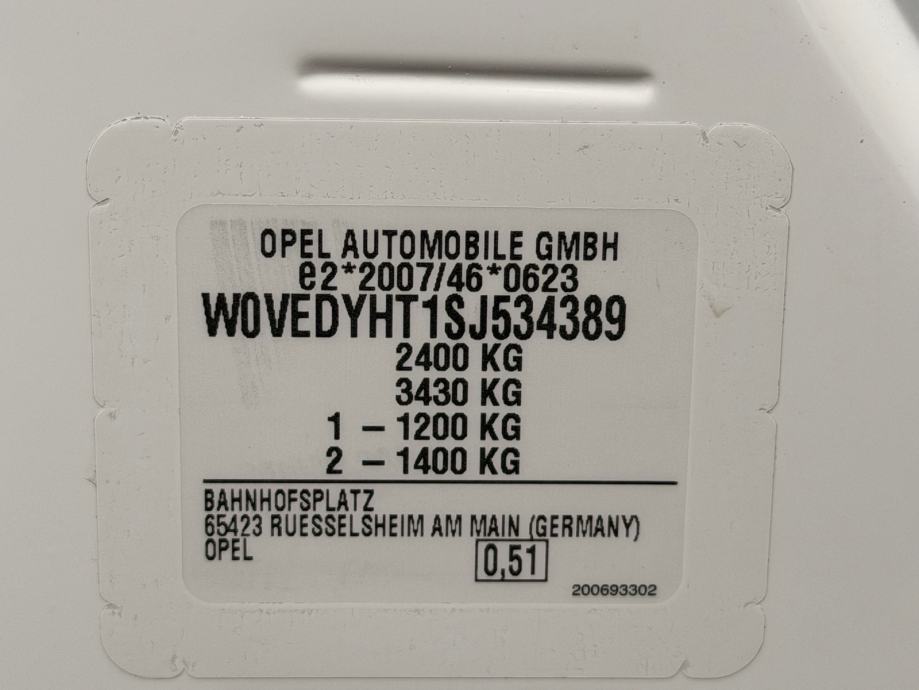 OPEL AUTOMOBILE GMBH
e2*2007/46*0623
W0VEDYHT1SJ534389
2400 KG
3430 KG
1 – 1200 KG
2 – 1400 KG
BAHNHOFSPLATZ
65423 RUESSELSHEIM AM MAIN (GERMANY)
OPEL
0,51
200693302